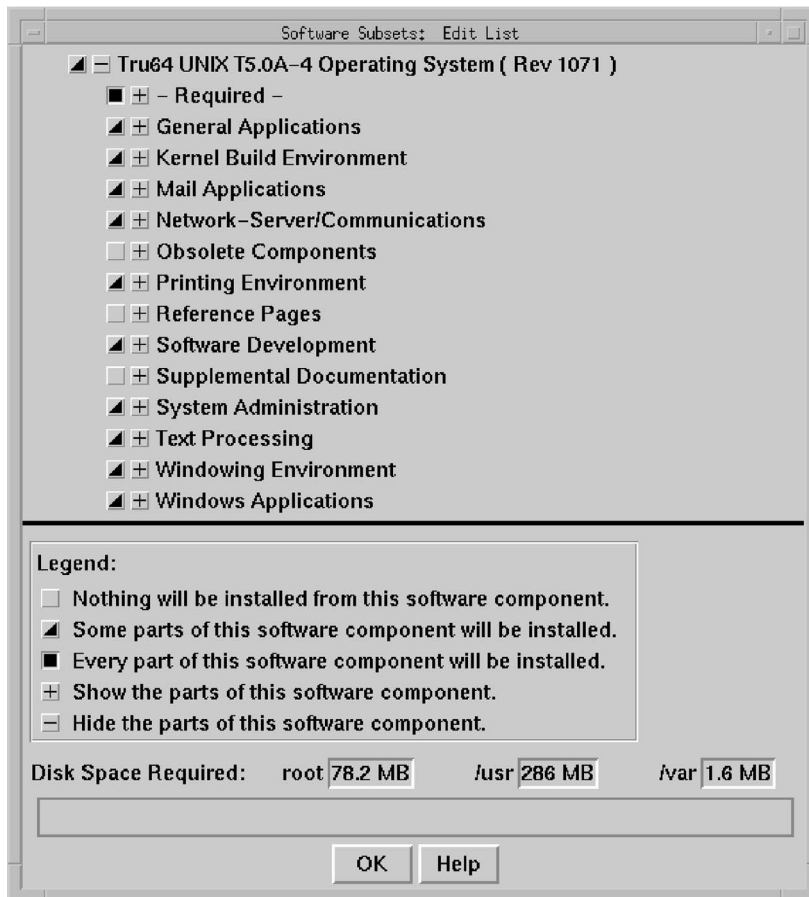 Software Subsets: Edit List
Tru64 UNIX T5.0A-4 Operating System ( Rev 1071 )
- Required -
General Applications
Kernel Build Environment
Mail Applications
Network-Server/Communications
Obsolete Components
Printing Environment
Reference Pages
Software Development
Supplemental Documentation
System Administration
Text Processing
Windowing Environment
Windows Applications
Legend:
Nothing will be installed from this software component.
Some parts of this software component will be installed.
Every part of this software component will be installed.
Show the parts of this software component.
Hide the parts of this software component.
Disk Space Required: root 78.2 MB /usr 286 MB /var 1.6 MB
OK Help